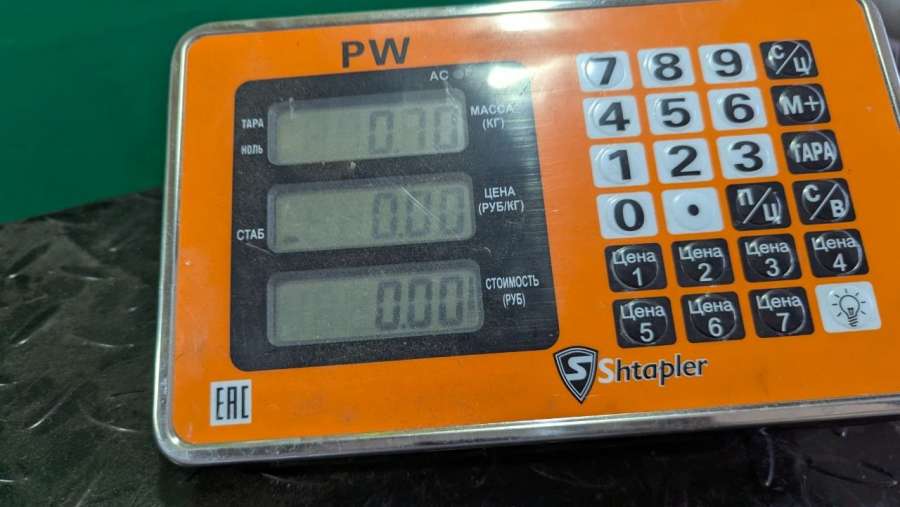 PW
AC
ТАРА
НОЛЬ
0.70
МАССА
(КГ)
СТАБ
0.00
ЦЕНА
(РУБ/КГ)
0.00
СТОИМОСТЬ
(РУБ)
7 8 9 С/Ц
4 5 6 М+
1 2 3 ТАРА
0 . П/Ц С/В
Цена 1 Цена 2 Цена 3 Цена 4
Цена 5 Цена 6 Цена 7
Shtapler
EAC